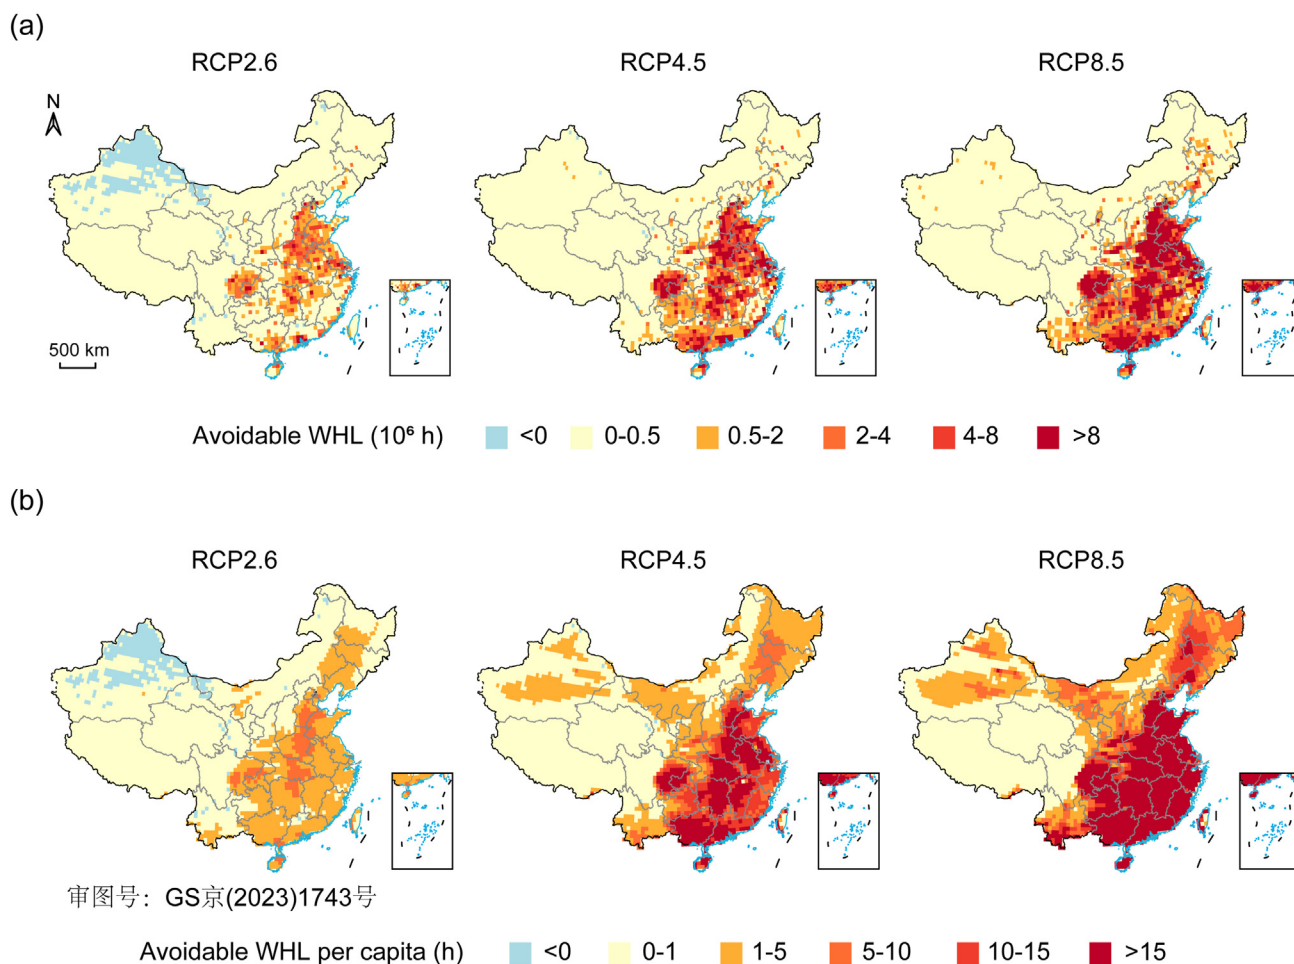 (a)
RCP2.6 RCP4.5 RCP8.5
N
500 km
Avoidable WHL (10⁶ h) <0 0-0.5 0.5-2 2-4 4-8 >8
(b)
RCP2.6 RCP4.5 RCP8.5
审图号：GS京(2023)1743号
Avoidable WHL per capita (h) <0 0-1 1-5 5-10 10-15 >15